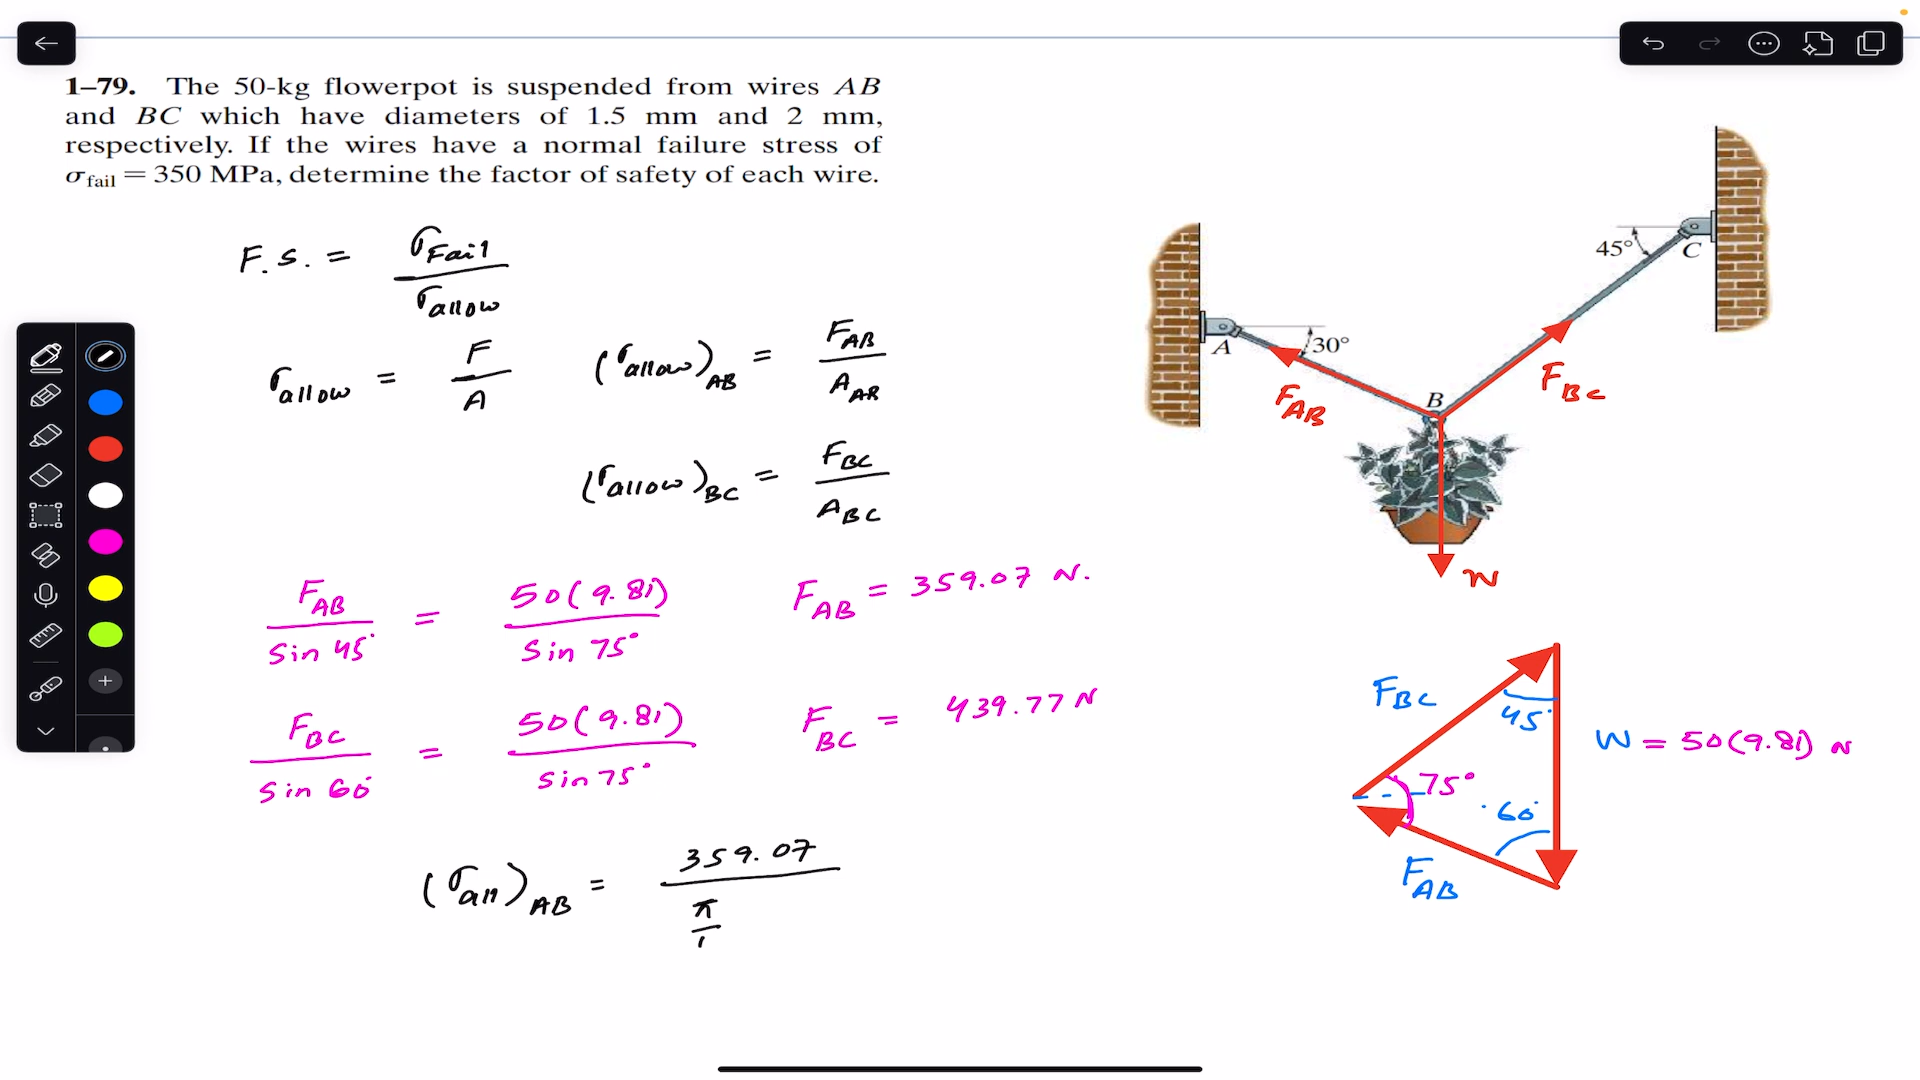 1–79. The 50-kg flowerpot is suspended from wires AB
and BC which have diameters of 1.5 mm and 2 mm,
respectively. If the wires have a normal failure stress of
σ fail = 350 MPa, determine the factor of safety of each wire.
F.S. = σFail / σallow
σallow = F / A
(σallow)AB = FAB / AAB
(σallow)BC = FBC / ABC
FAB / Sin 45° = 50(9.81) / Sin 75°
FAB = 359.07 N.
FBC / Sin 60° = 50(9.81) / Sin 75°
FBC = 439.77 N
(σall)AB = 359.07 / π
45°
C
A
30°
B
FAB
FBC
W
FBC
45°
W = 50(9.81) N
75°
60°
FAB